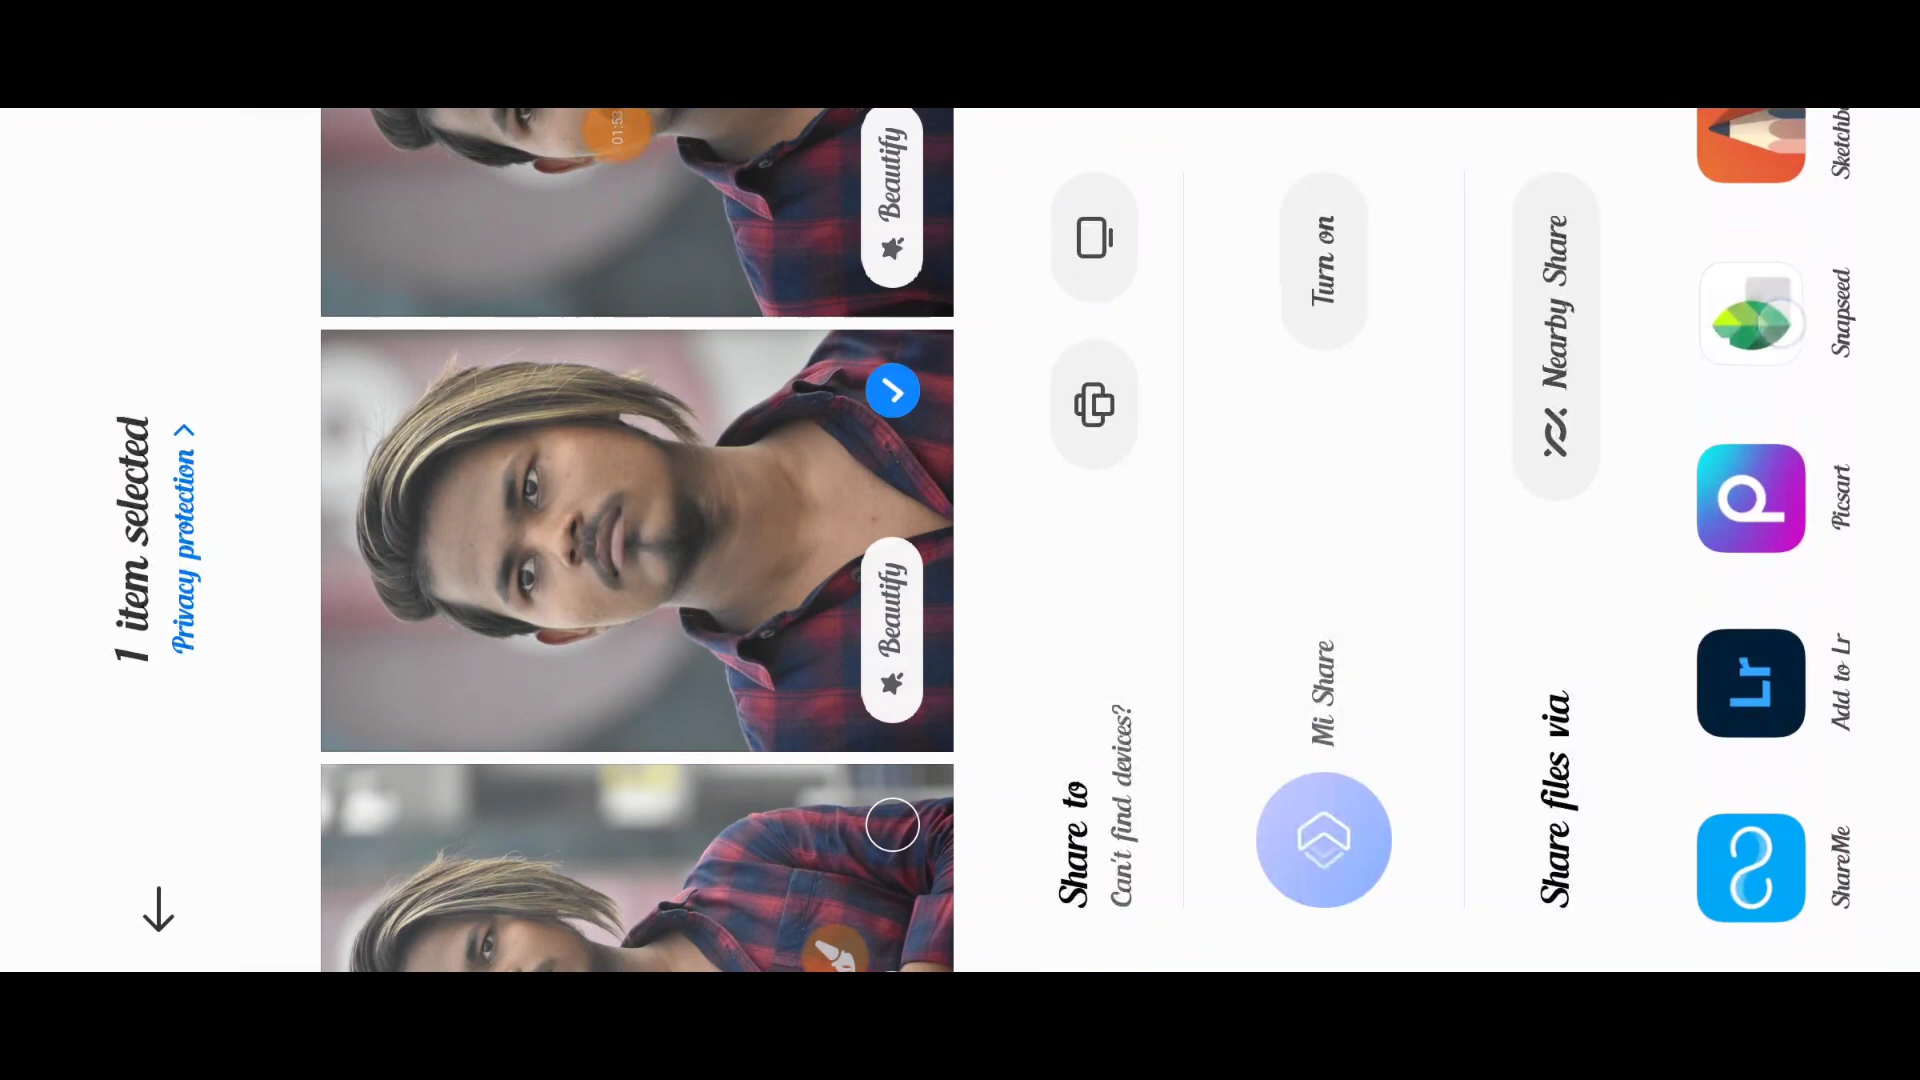 1 item selected
Privacy protection >
01:53
Beautify
Beautify
Share to
Can't find devices?
Mi Share
Turn on
Share files via
Nearby Share
ShareMe
Lr
Add to Lr
Picsart
Snapseed